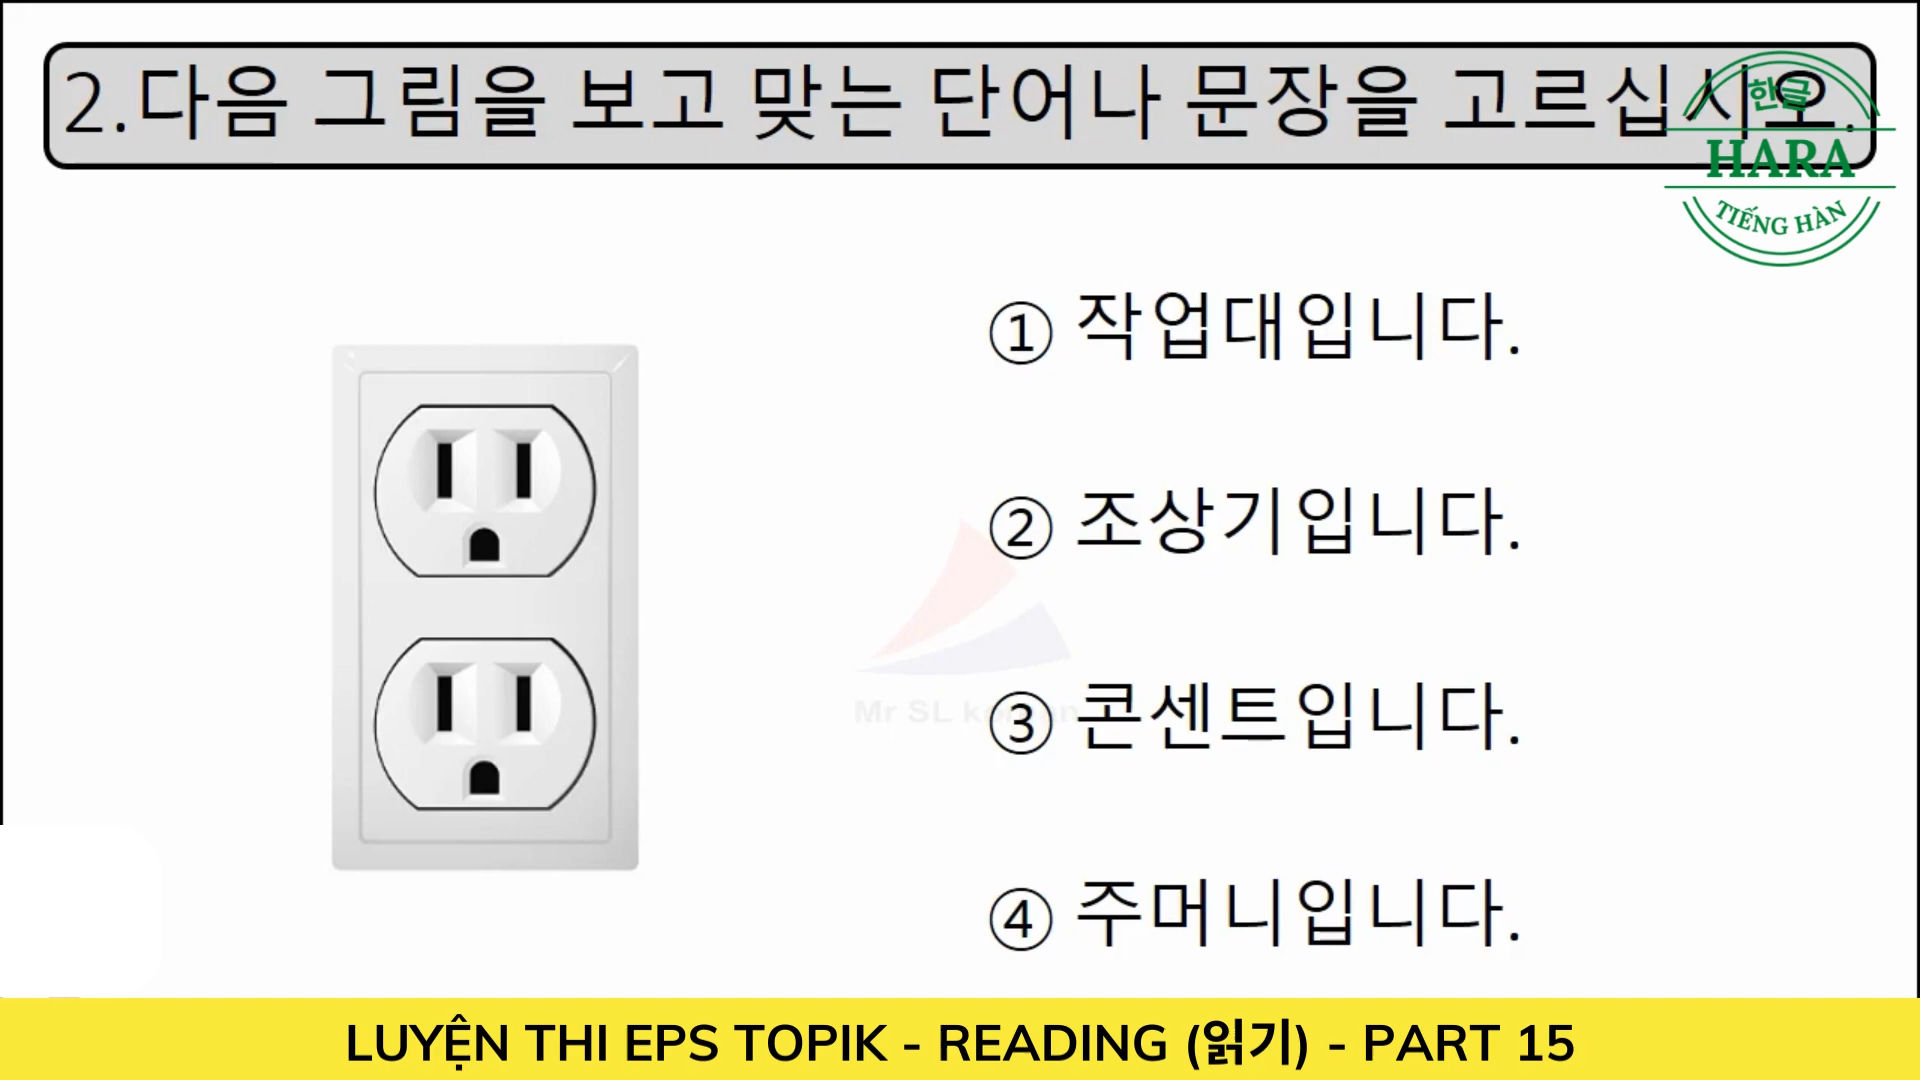 2.다음 그림을 보고 맞는 단어나 문장을 고르십시오.
한글
HARA
TIẾNG HÀN
① 작업대입니다.
② 조상기입니다.
③ 콘센트입니다.
④ 주머니입니다.
Mr SL korean
LUYỆN THI EPS TOPIK - READING (읽기) - PART 15